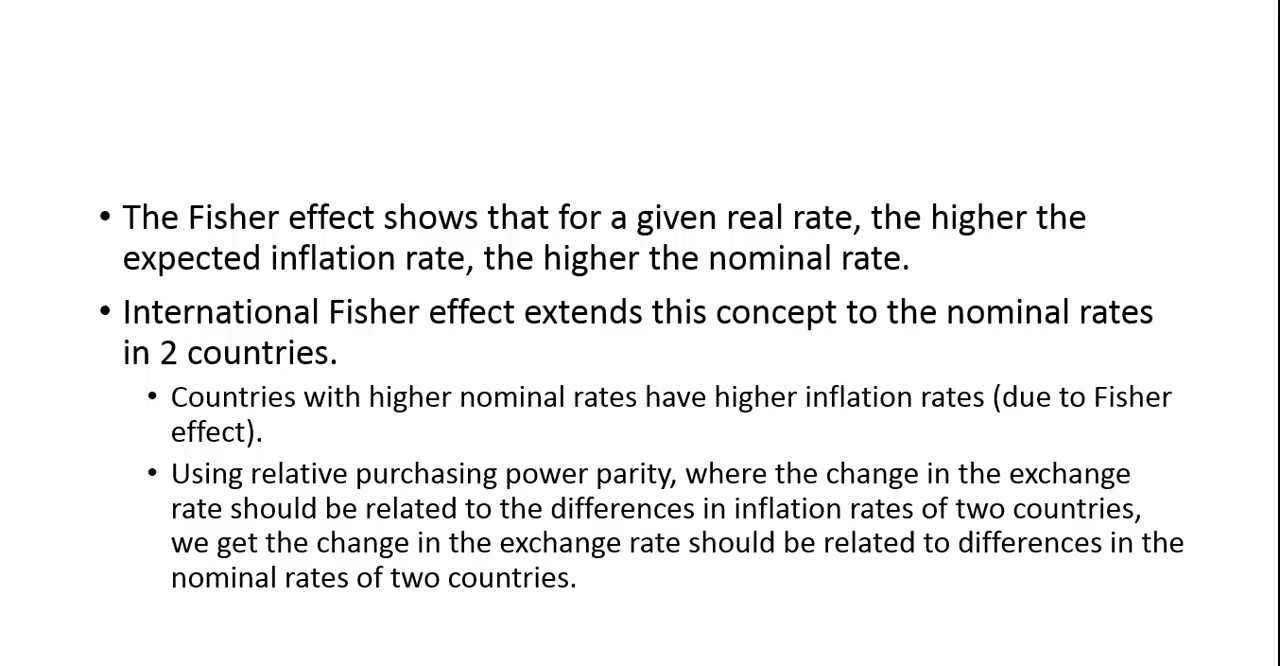 • The Fisher effect shows that for a given real rate, the higher the
expected inflation rate, the higher the nominal rate.
• International Fisher effect extends this concept to the nominal rates
in 2 countries.
• Countries with higher nominal rates have higher inflation rates (due to Fisher
effect).
• Using relative purchasing power parity, where the change in the exchange
rate should be related to the differences in inflation rates of two countries,
we get the change in the exchange rate should be related to differences in the
nominal rates of two countries.